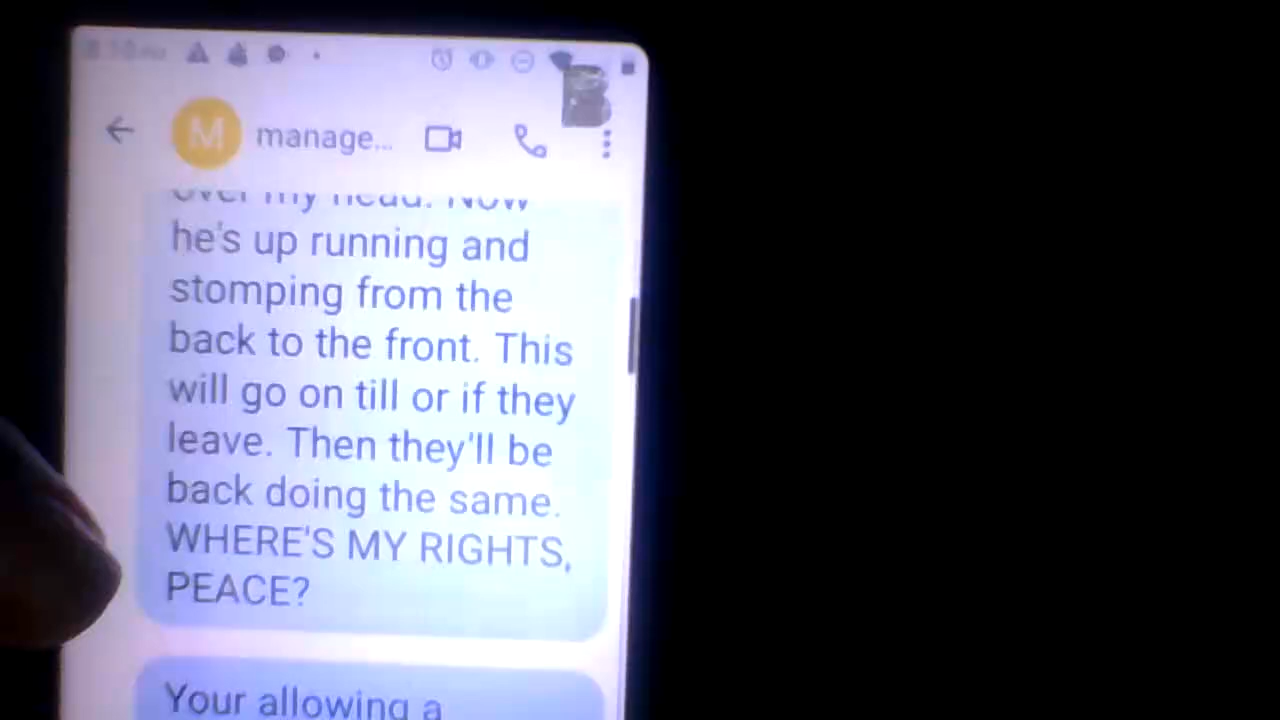 M manage...
over my head. Now
he's up running and
stomping from the
back to the front. This
will go on till or if they
leave. Then they'll be
back doing the same.
WHERE'S MY RIGHTS,
PEACE?
Your allowing a